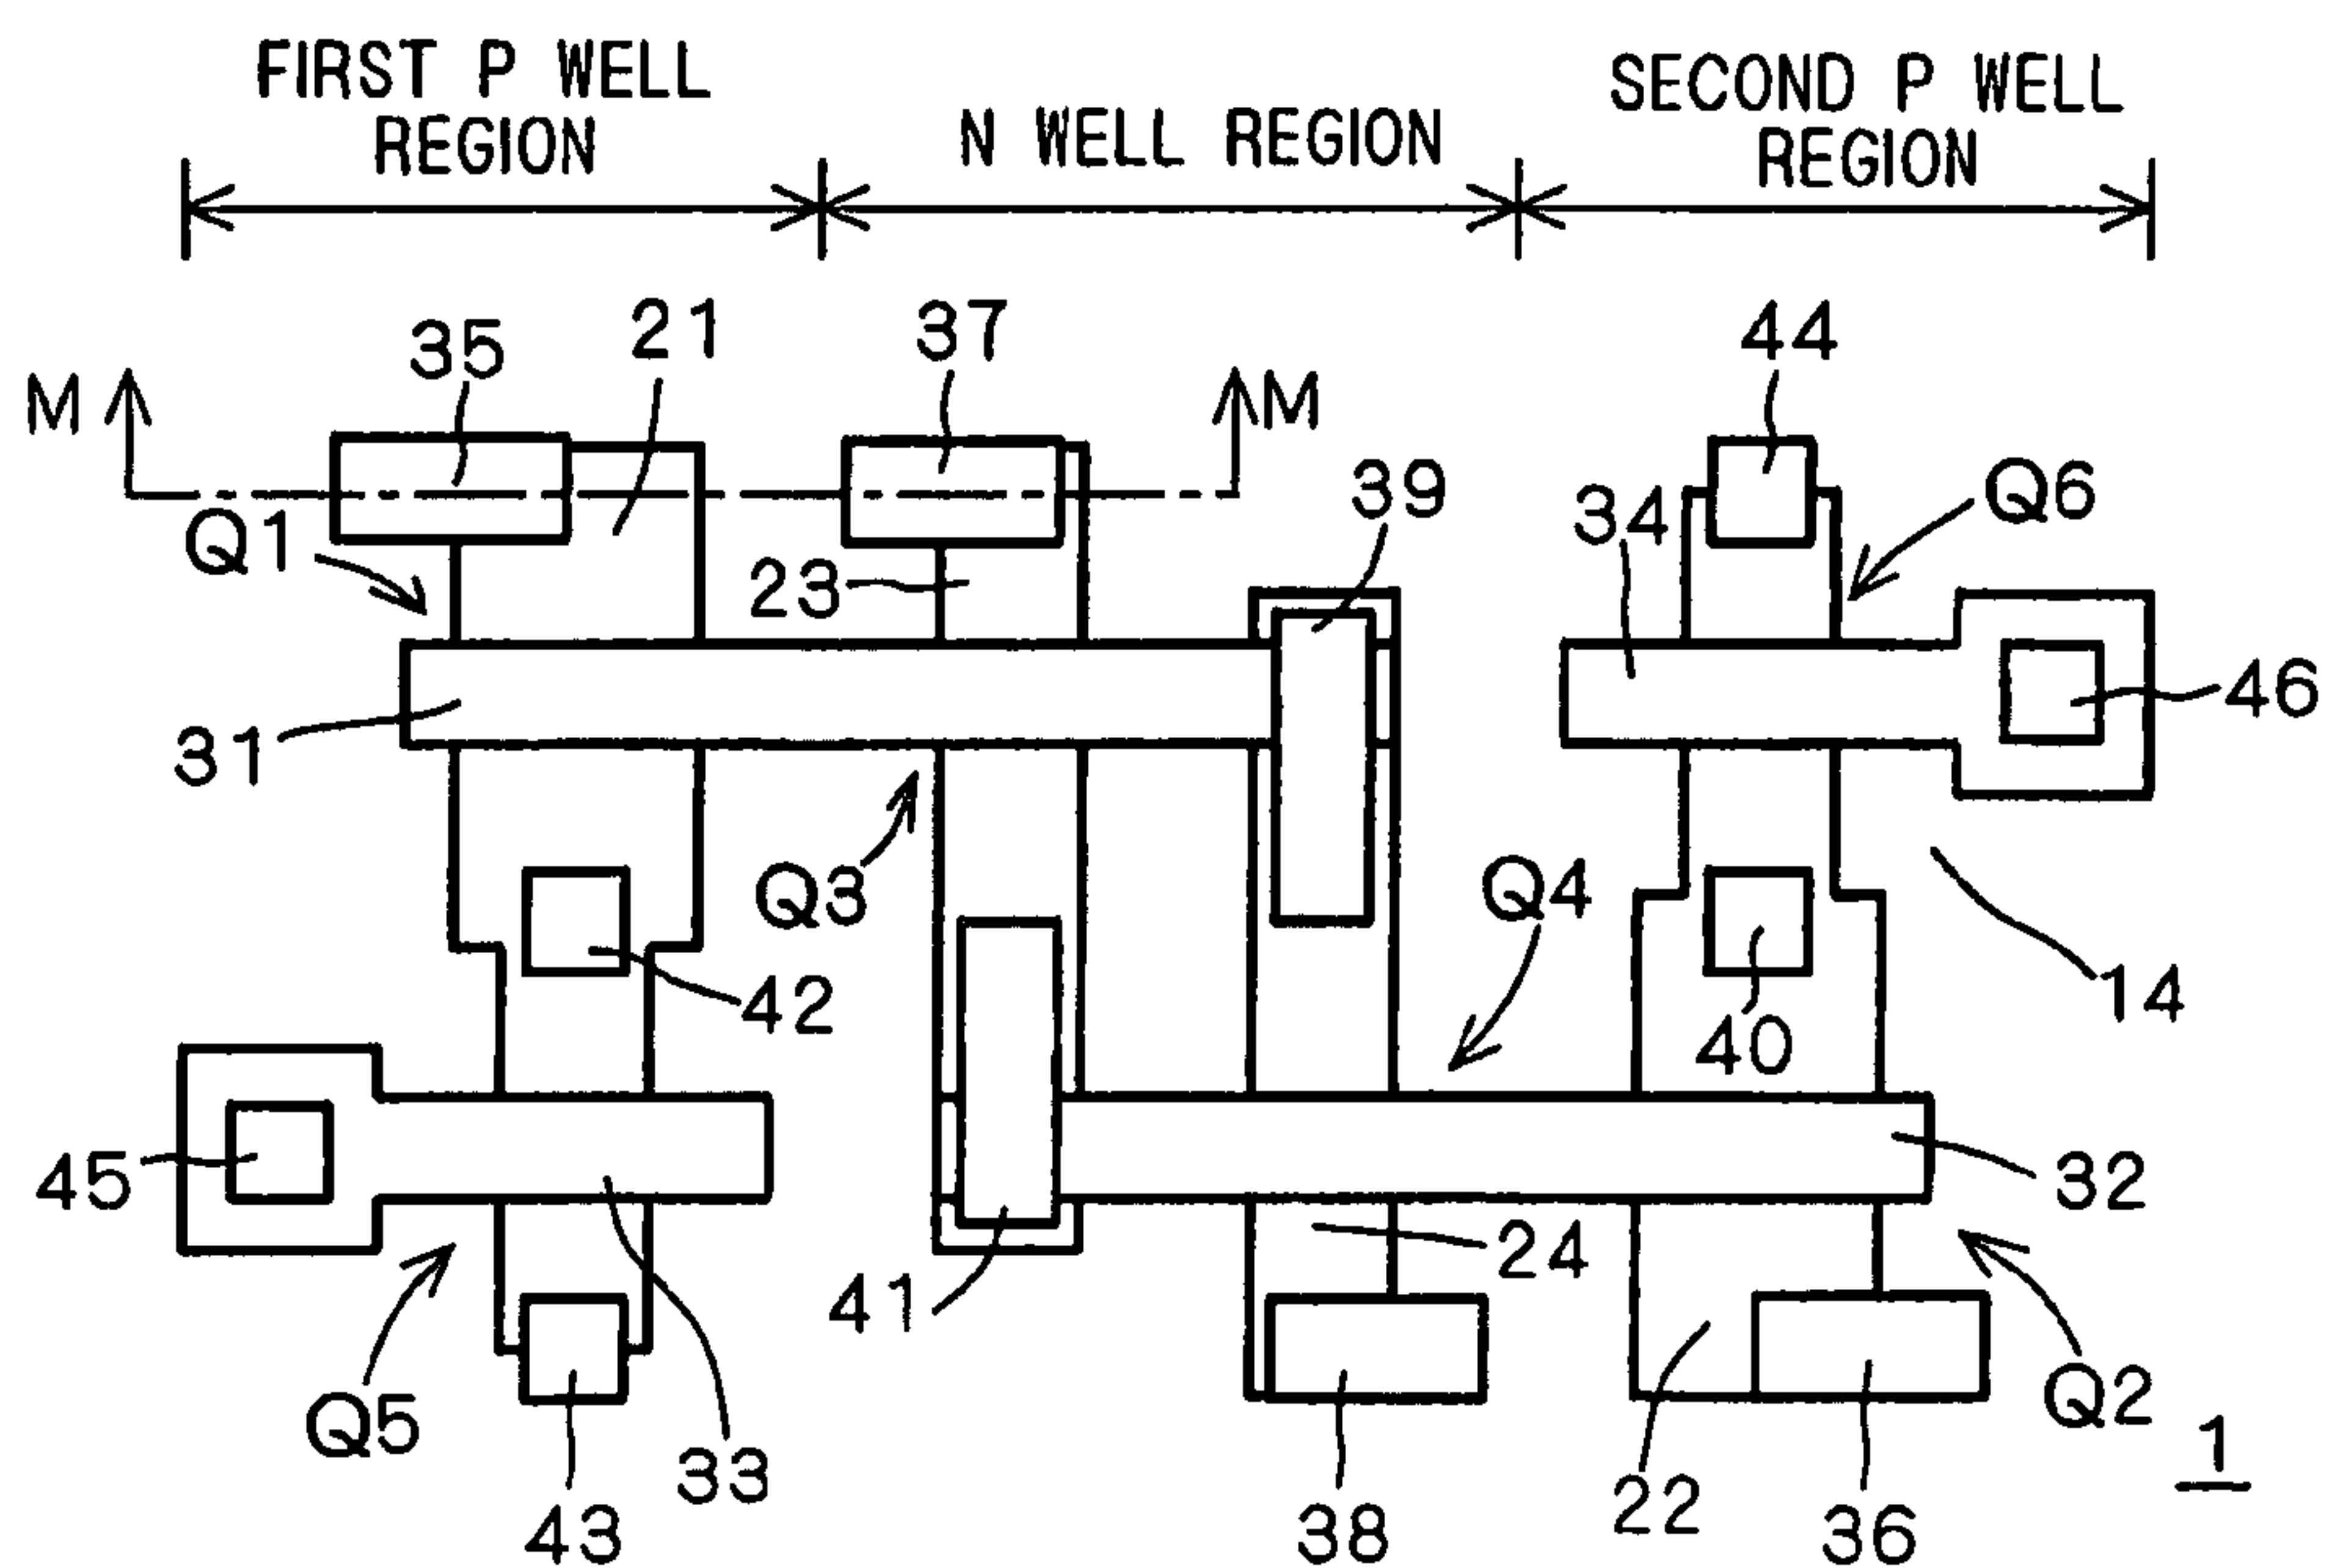 FIRST P WELL
REGION
N WELL REGION
SECOND P WELL
REGION
35
21
37
44
M
M
39
34
Q6
Q1
23
46
31
Q3
Q4
42
14
40
45
32
24
41
Q5
33
43
38
22
36
Q2
1